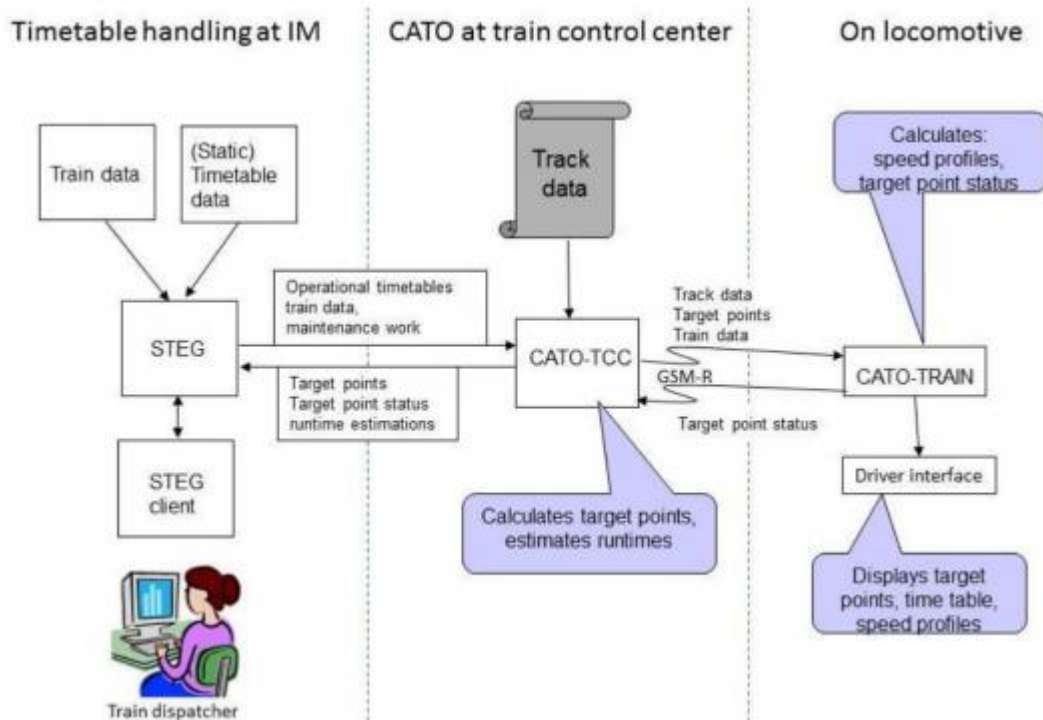 Timetable handling at IM
CATO at train control center
On locomotive
Train data
(Static)
Timetable
data
Track
data
Calculates:
speed profiles,
target point status
Operational timetables
train data,
maintenance work
Track data
Target points
Train data
STEG
CATO-TCC
GSM-R
CATO-TRAIN
Target points
Target point status
runtime estimations
Target point status
STEG
client
Driver interface
Calculates target points,
estimates runtimes
Displays target
points, time table,
speed profiles
Train dispatcher